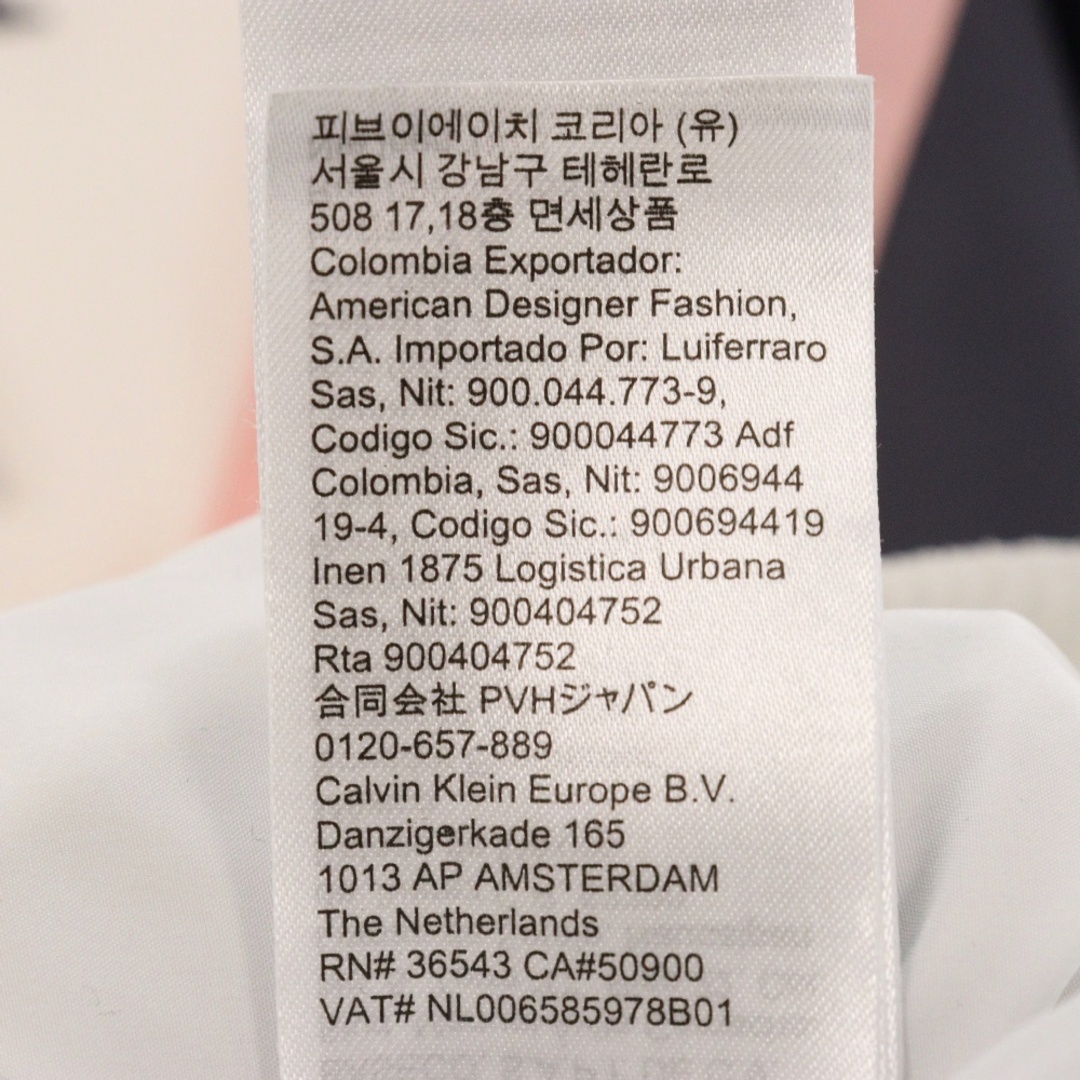 피브이에이치 코리아 (유)
서울시 강남구 테헤란로
508 17,18층 면세상품
Colombia Exportador:
American Designer Fashion,
S.A. Importado Por: Luiferraro
Sas, Nit: 900.044.773-9,
Codigo Sic.: 900044773 Adf
Colombia, Sas, Nit: 9006944
19-4, Codigo Sic.: 900694419
Inen 1875 Logistica Urbana
Sas, Nit: 900404752
Rta 900404752
合同会社 PVHジャパン
0120-657-889
Calvin Klein Europe B.V.
Danzigerkade 165
1013 AP AMSTERDAM
The Netherlands
RN# 36543 CA#50900
VAT# NL006585978B01